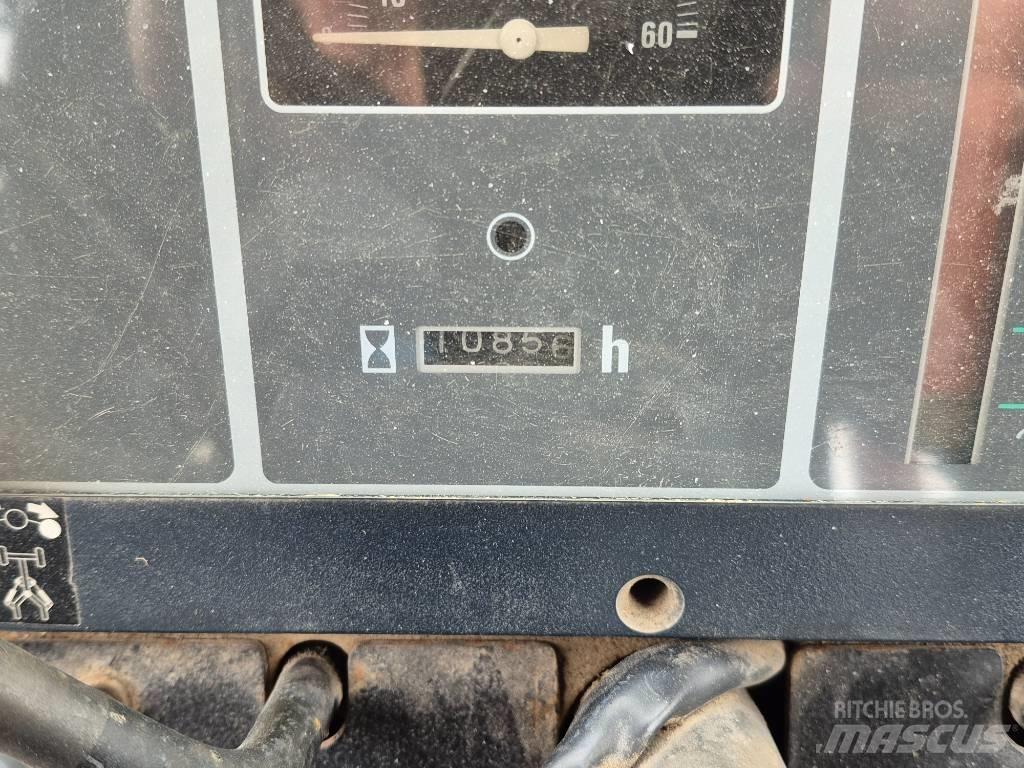 60
10856 h
RITCHIE BROS.
MASCUS